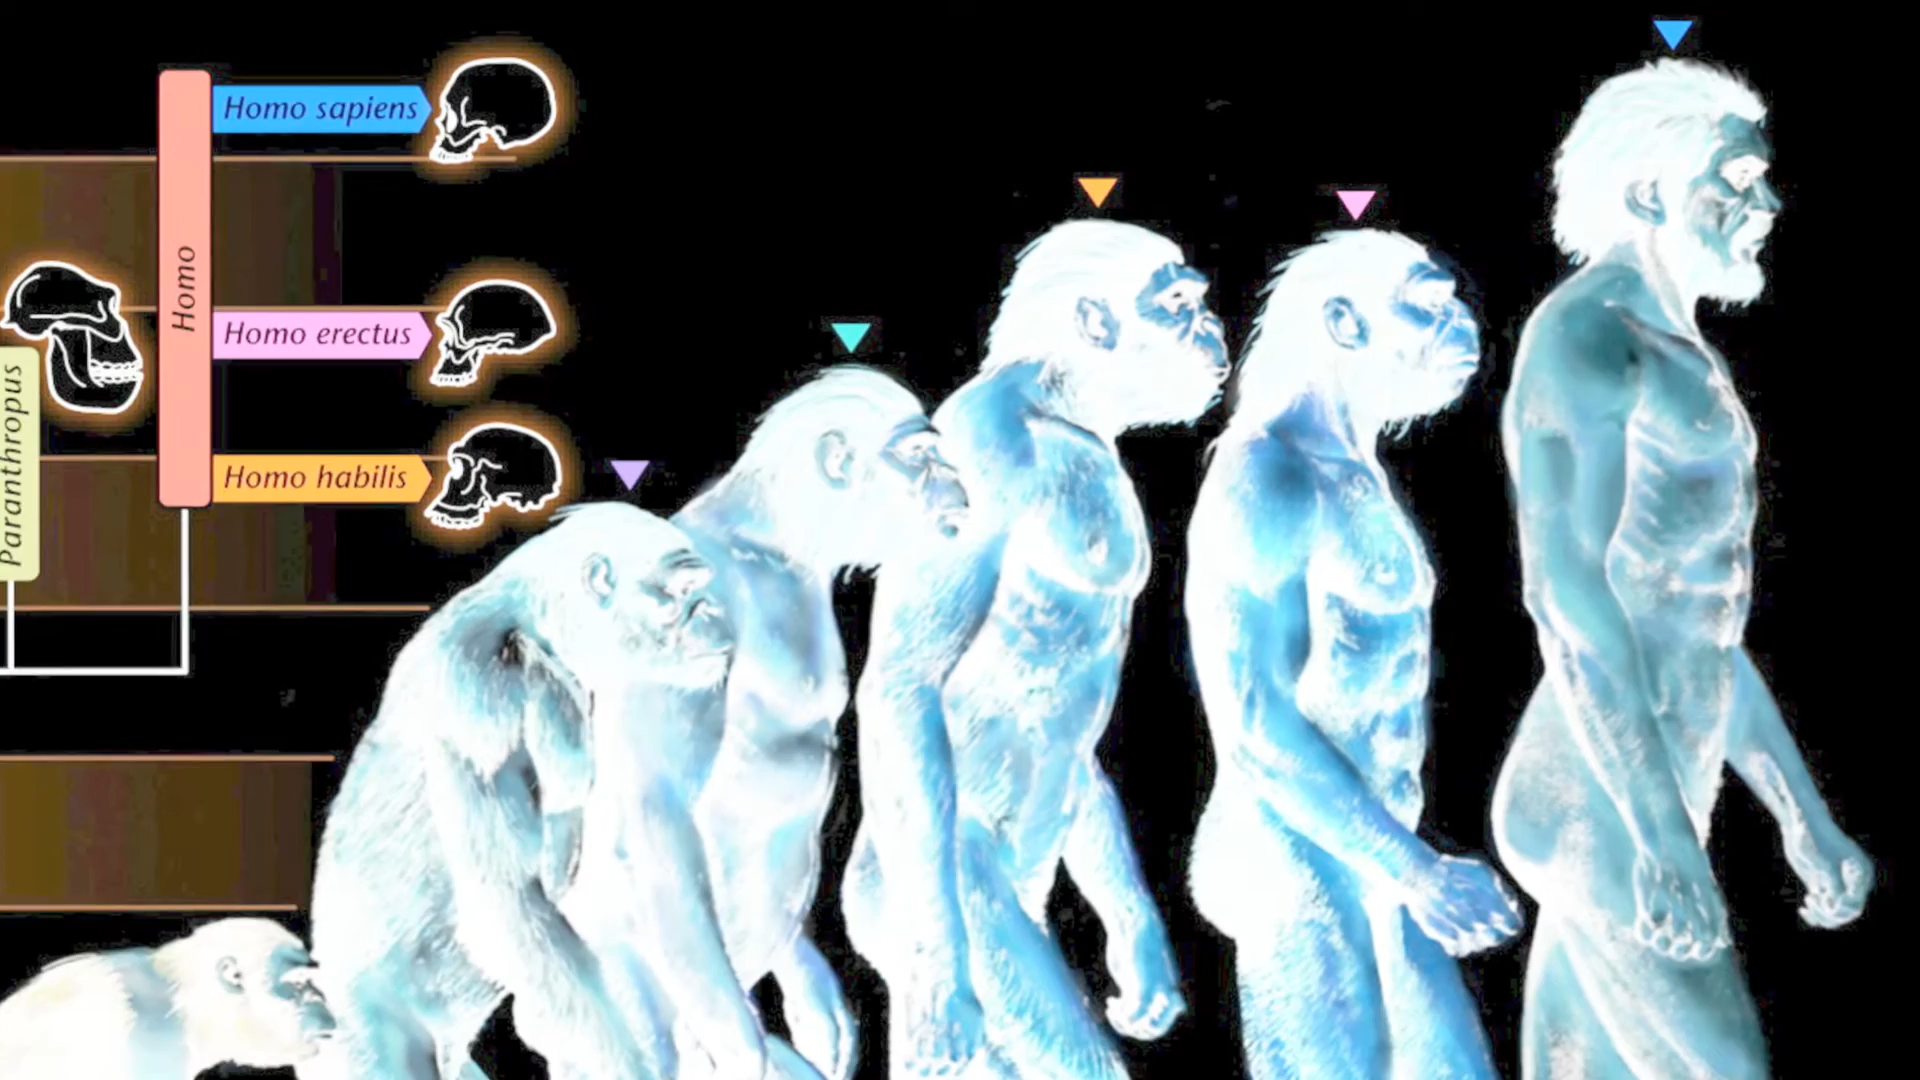 Homo sapiens
Homo
Homo erectus
Paranthropus
Homo habilis